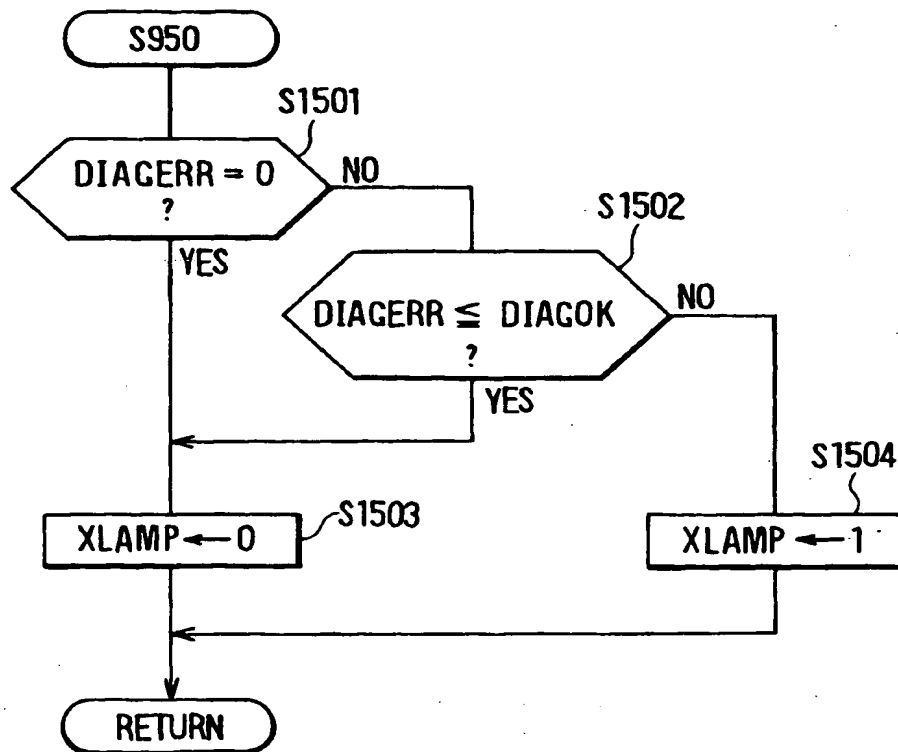 S950
S1501
DIAGERR = 0
?
NO
YES
S1502
DIAGERR ≦ DIAGOK
?
NO
YES
S1503
XLAMP ← 0
S1504
XLAMP ← 1
RETURN